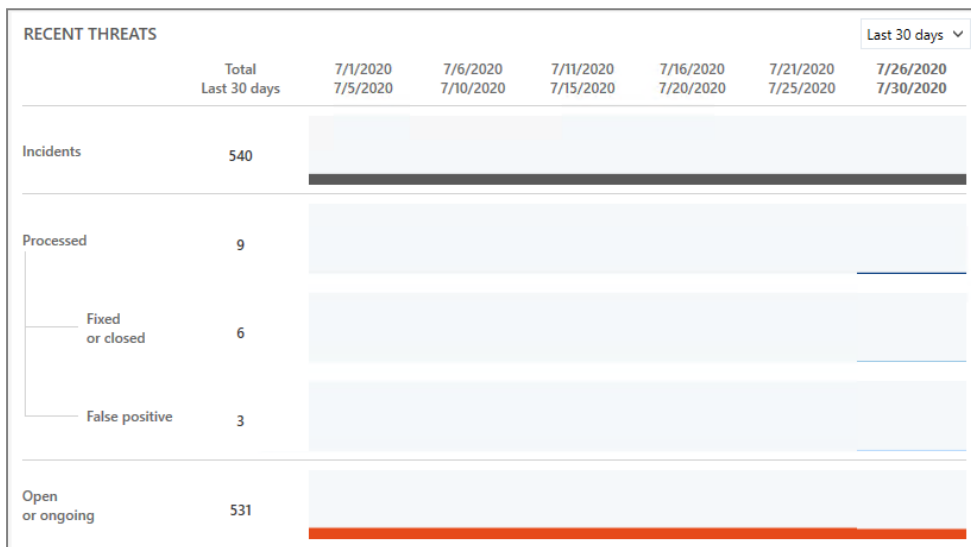 RECENT THREATS
Last 30 days
Total
Last 30 days
7/1/2020
7/5/2020
7/6/2020
7/10/2020
7/11/2020
7/15/2020
7/16/2020
7/20/2020
7/21/2020
7/25/2020
7/26/2020
7/30/2020
Incidents
540
Processed
9
Fixed
or closed
6
False positive
3
Open
or ongoing
531